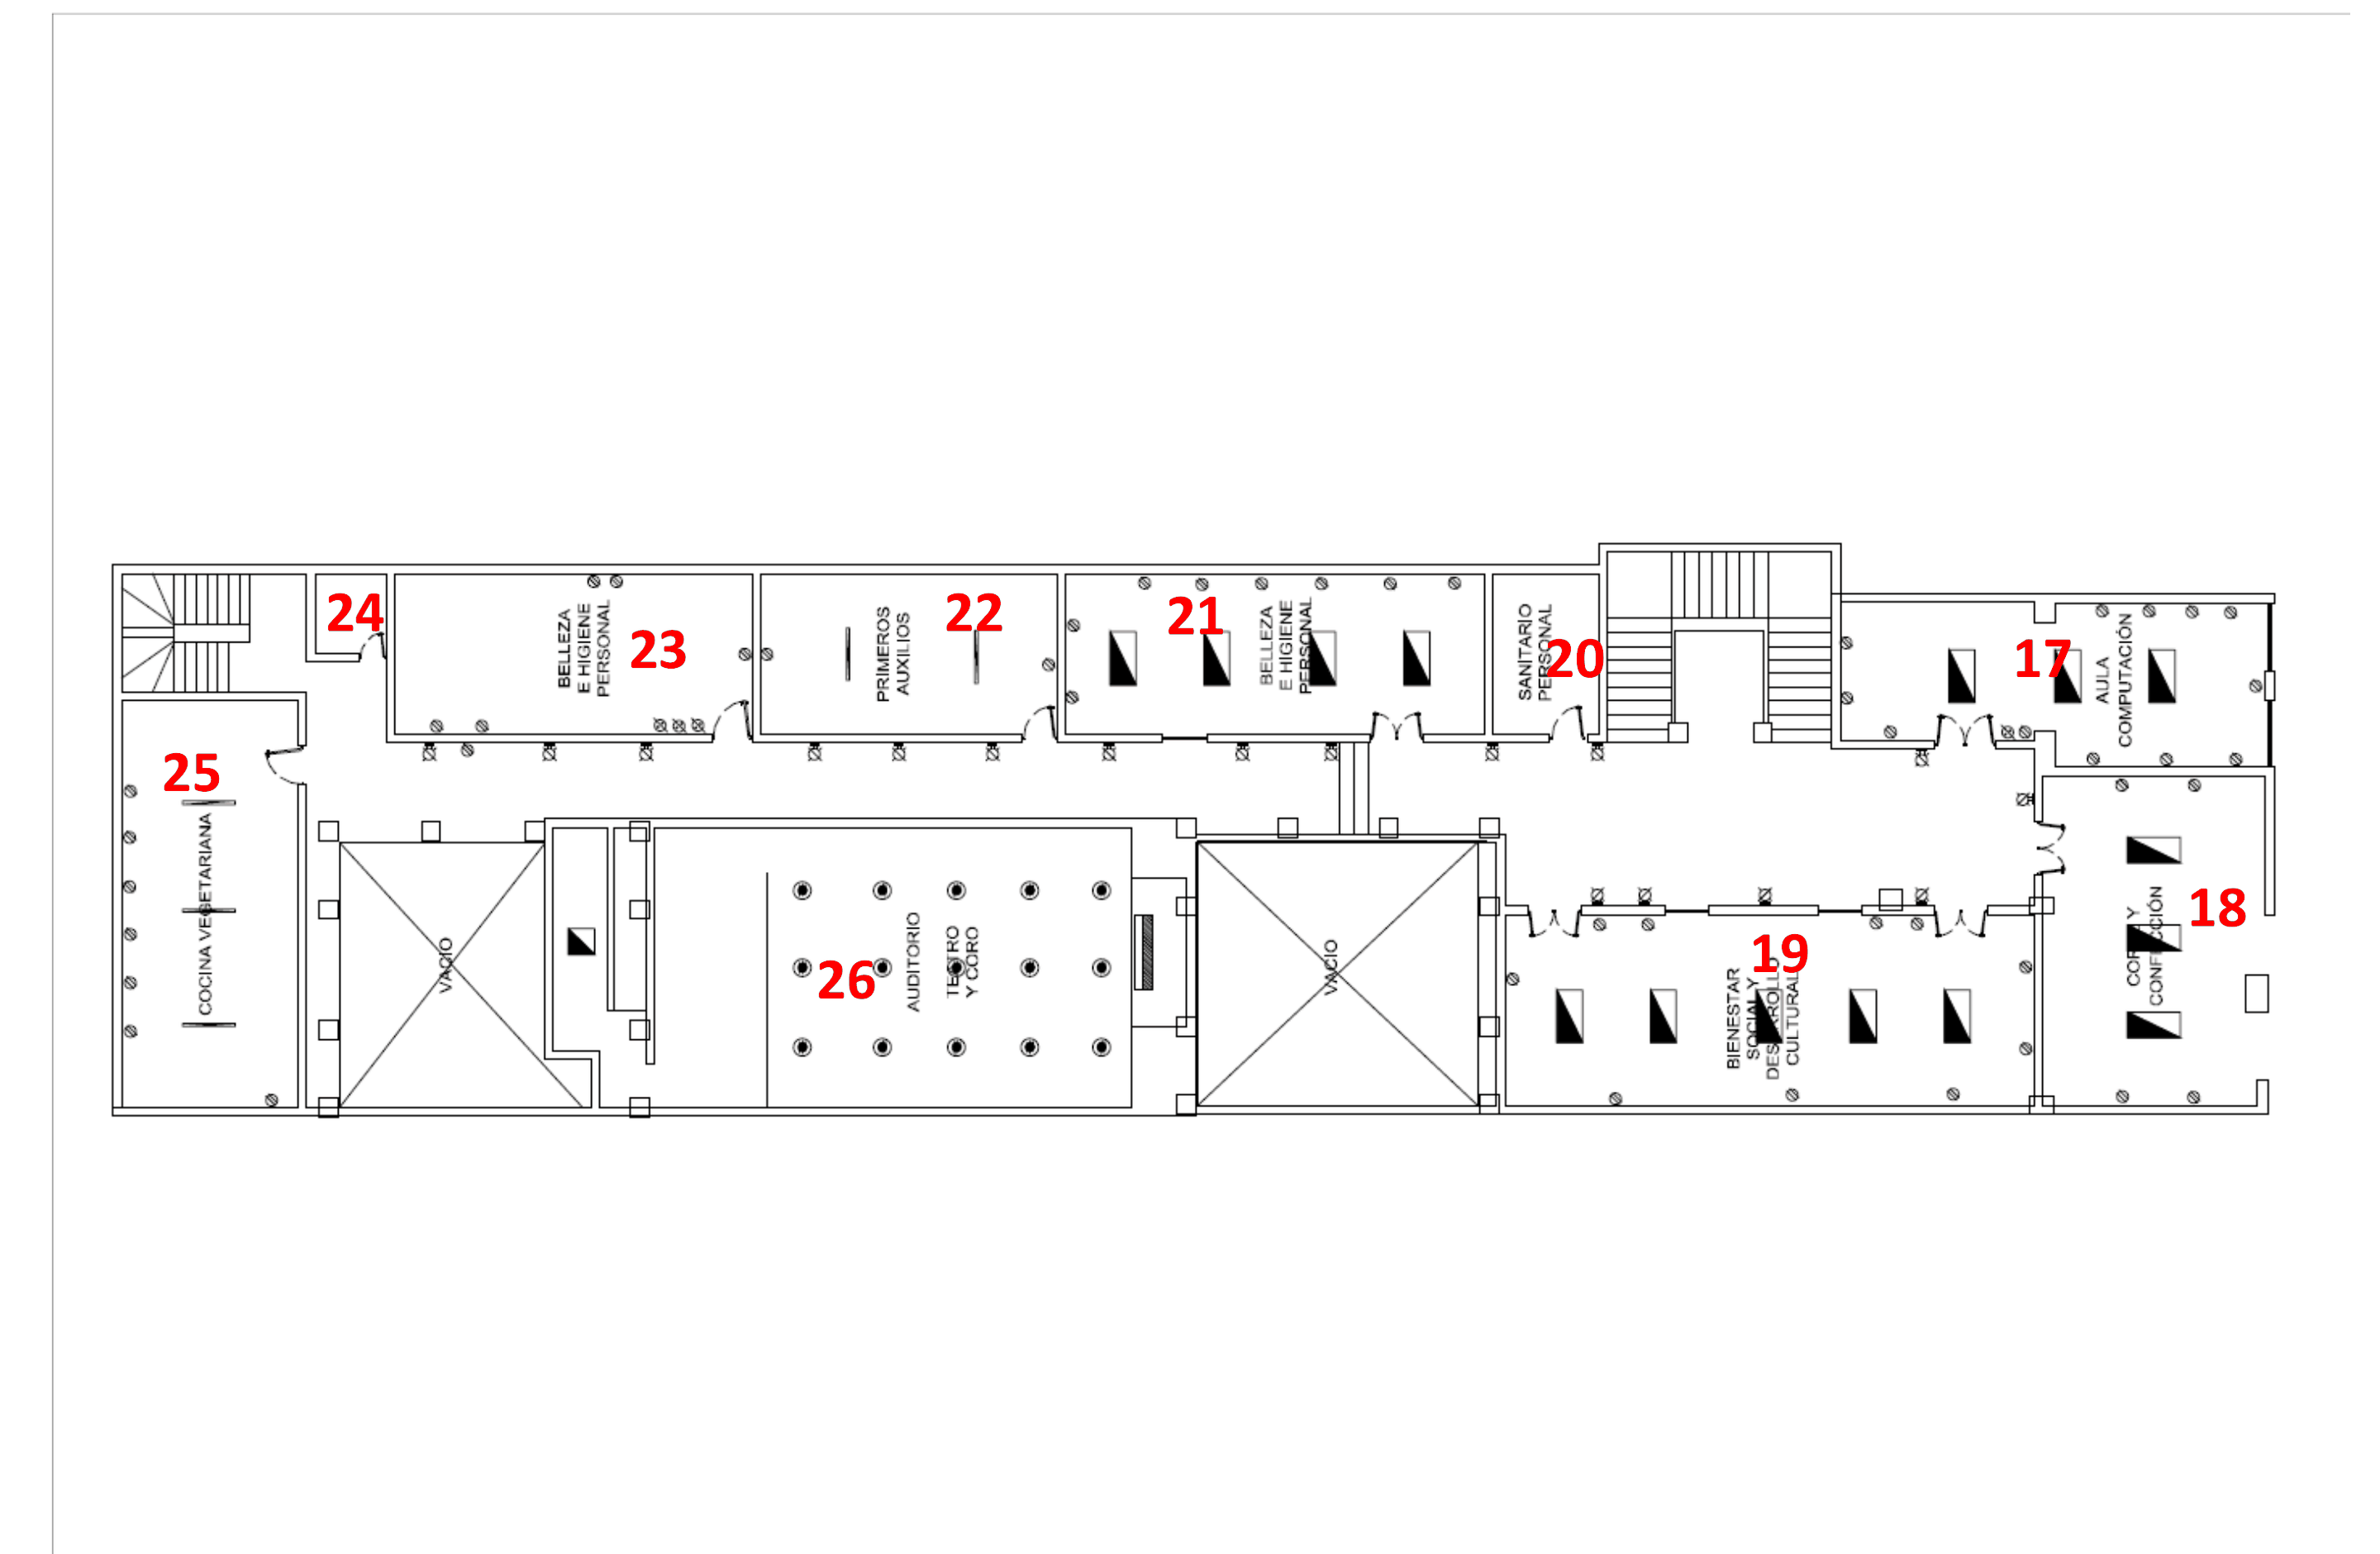 24
BELLEZA
E HIGIENE
PERSONAL
23
PRIMEROS
AUXILIOS
22
21
BELLEZA
E HIGIENE
PERSONAL
SANITARIO
PERSONAL
20
17
AULA
COMPUTACIÓN
25
COCINA VEGETARIANA
VACIO
26
AUDITORIO
TEATRO
Y CORO
VACIO
19
BIENESTAR
SOCIAL Y
DESARROLLO
CULTURAL
18
CORTE Y
CONFECCIÓN